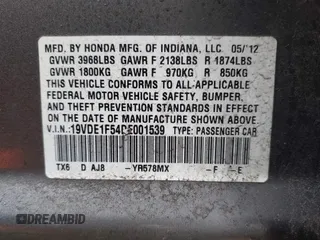 MFD. BY HONDA MFG. OF INDIANA, LLC. 05/12
GVWR 3968LBS GAWR F 2138LBS R 1874LBS
GVWR 1800KG GAWR F 970KG R 850KG
THIS VEHICLE CONFORMS TO ALL-APPLICABLE
FEDERAL MOTOR VEHICLE SAFETY, BUMPER,
AND THEFT PREVENTION STANDARDS IN EFFECT
ON THE DATE OF MANUFACTURE SHOWN ABOVE.
V.I.N.: 19VDE1F54DE001539 TYPE: PASSENGER CAR
TX6 D AJ8 -YR578MX -F E
DREAMBID